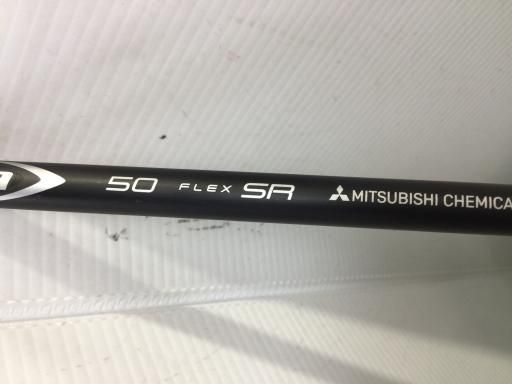 50 FLEX SR MITSUBISHI CHEMICA